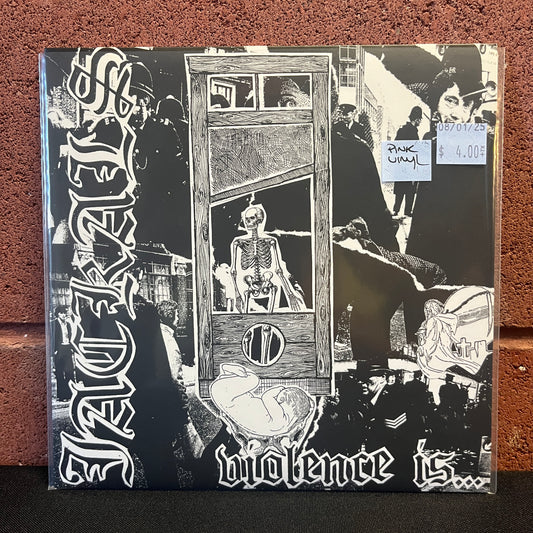 JACKALS
PINK
VINYL
08/01/25
$ 4.00
violence is...